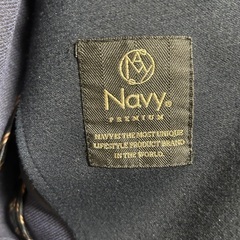 Navy®
PREMIUM
NAVY IS THE MOST UNIQUE
LIFESTYLE PRODUCT BRAND
IN THE WORLD.